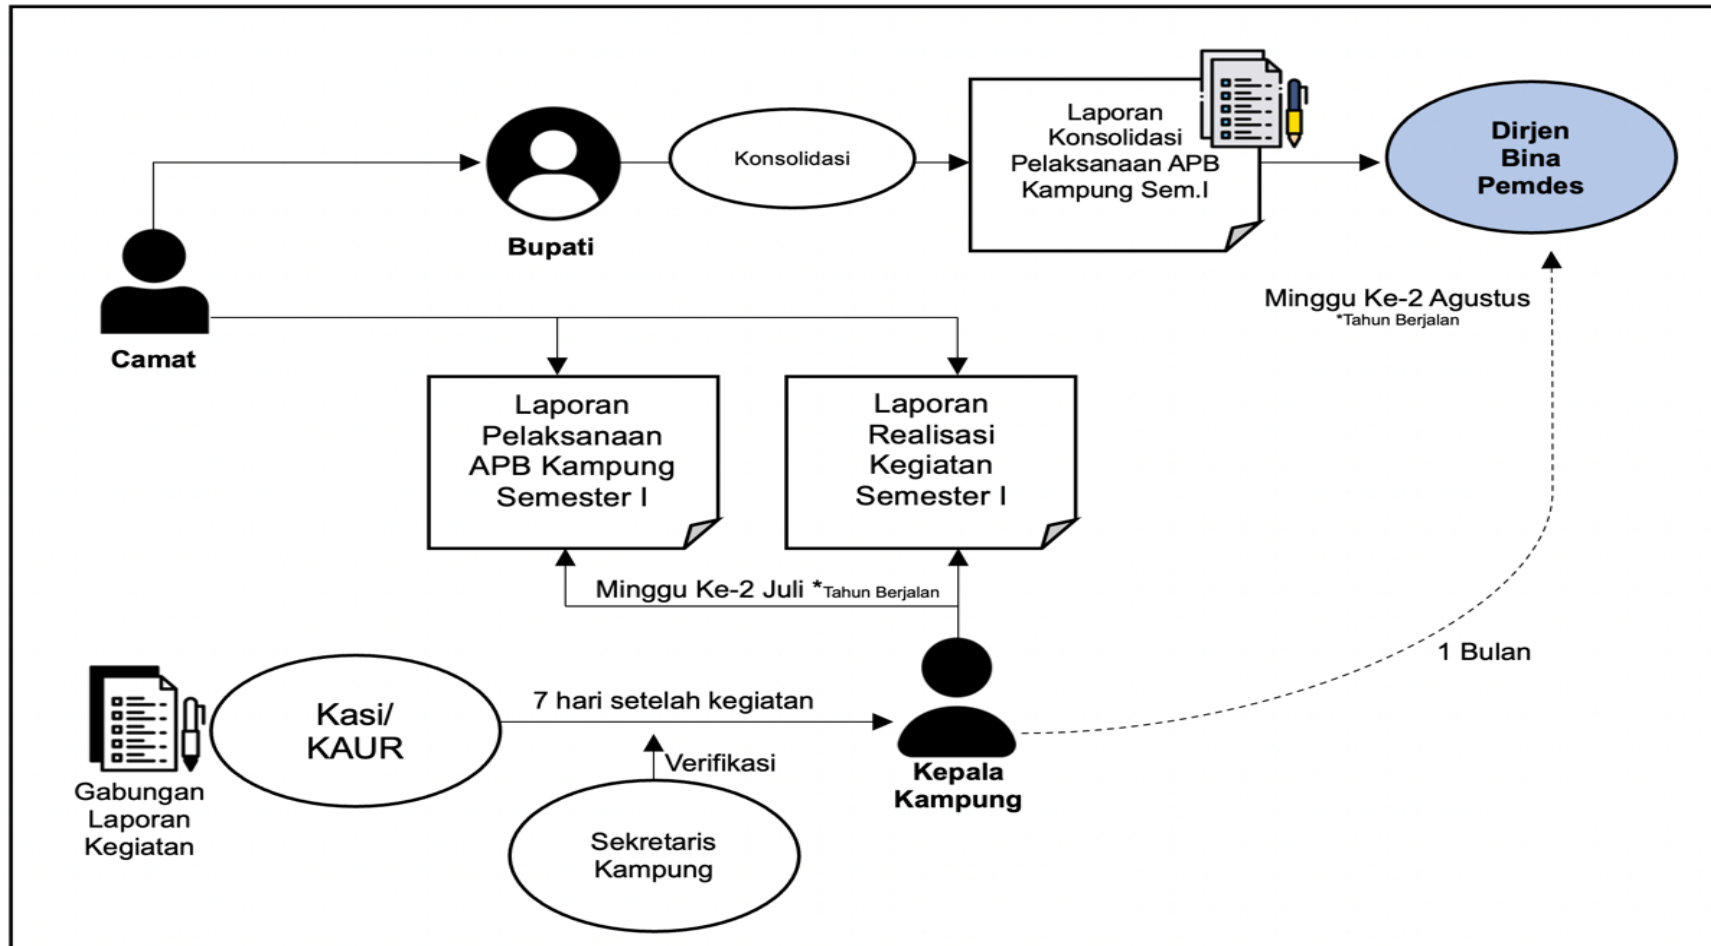 Laporan
Konsolidasi
Pelaksanaan APB
Kampung Sem.I
Dirjen
Bina
Pemdes
Konsolidasi
Bupati
Camat
Minggu Ke-2 Agustus
*Tahun Berjalan
Laporan
Pelaksanaan
APB Kampung
Semester I
Laporan
Realisasi
Kegiatan
Semester I
Minggu Ke-2 Juli *Tahun Berjalan
1 Bulan
Kasi/
KAUR
7 hari setelah kegiatan
Verifikasi
Kepala
Kampung
Gabungan
Laporan
Kegiatan
Sekretaris
Kampung